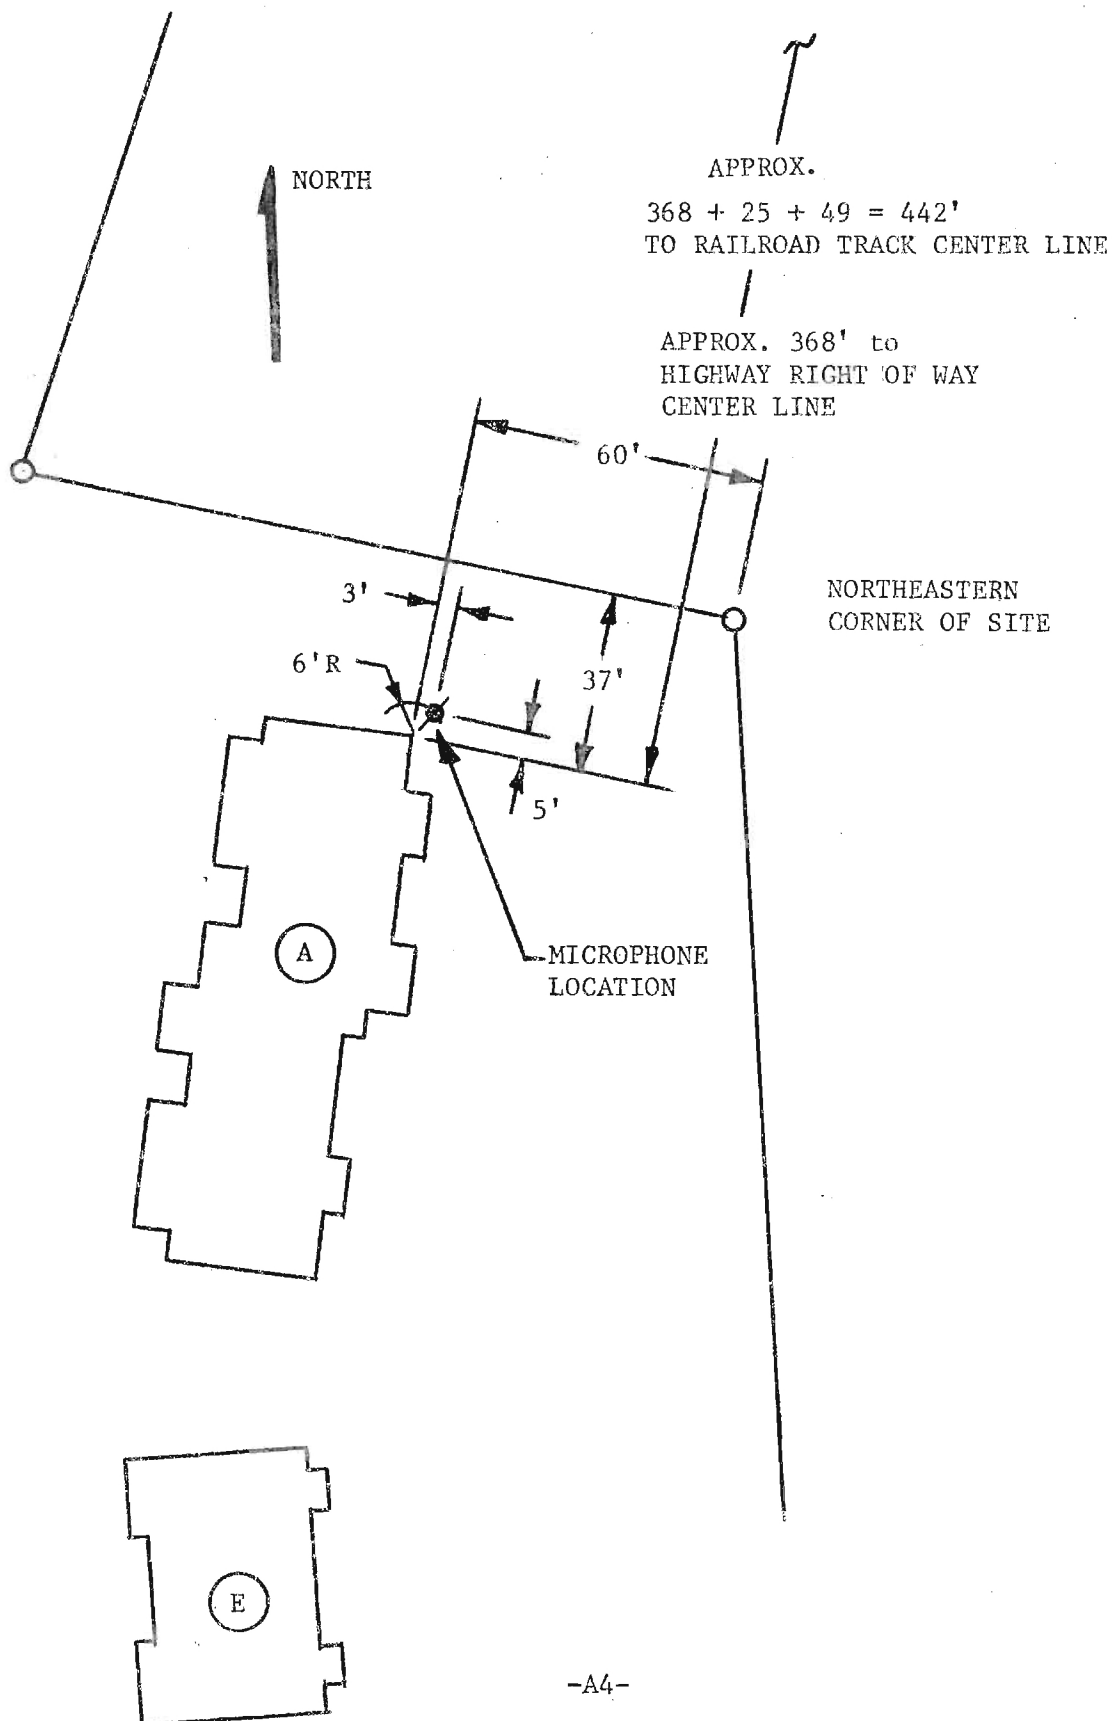 APPROX.
368 + 25 + 49 = 442'
TO RAILROAD TRACK CENTER LINE
NORTH
APPROX. 368' to
HIGHWAY RIGHT OF WAY
CENTER LINE
60'
3'
NORTHEASTERN
CORNER OF SITE
6'R
37'
5'
A
MICROPHONE
LOCATION
E
-A4-